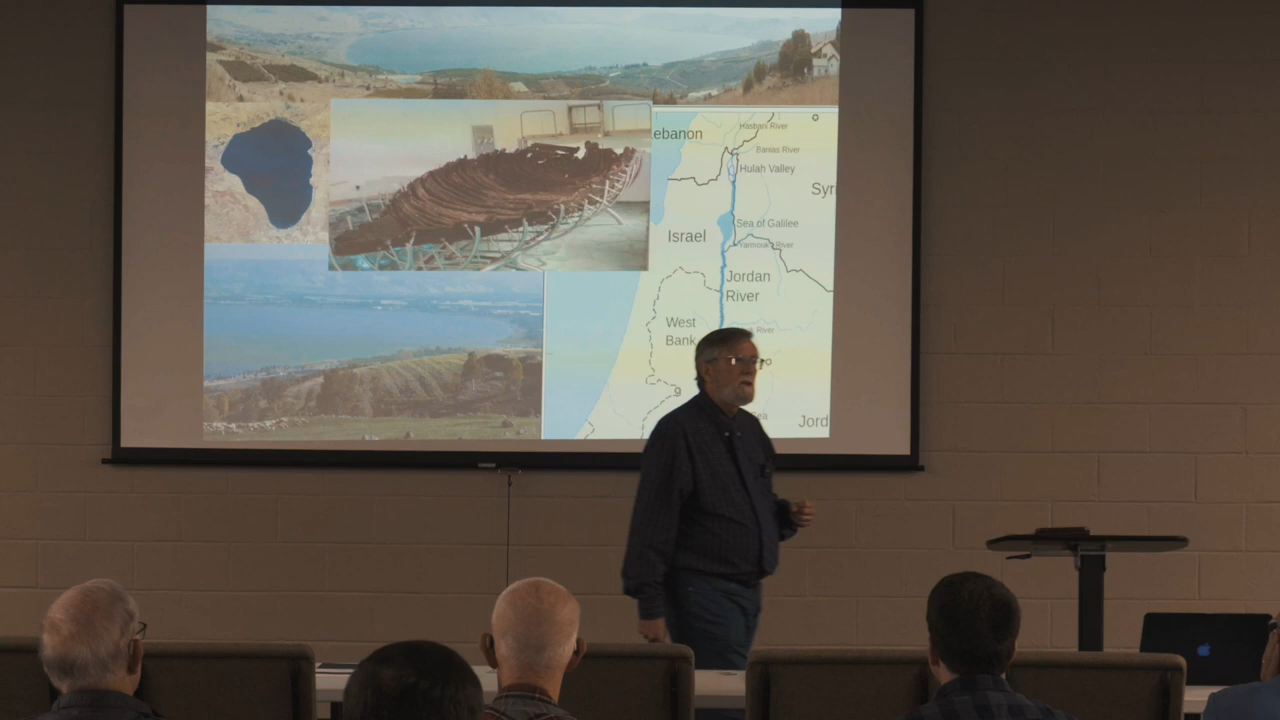 Hasbani River
ebanon
Banias River
Hulah Valley
Syr
Sea of Galilee
Israel
Yarmouk River
Jordan
River
West
Bank
River
g
o
ea
Jord